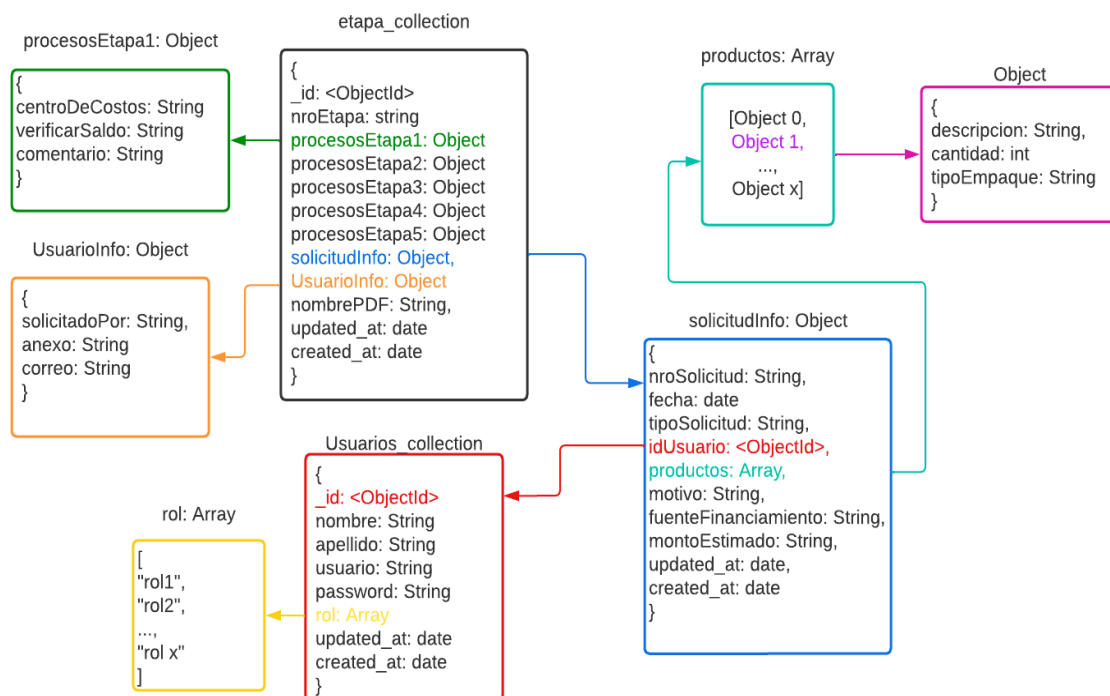 etapa_collection
{
_id: <ObjectId>
nroEtapa: string
procesosEtapa1: Object
procesosEtapa2: Object
procesosEtapa3: Object
procesosEtapa4: Object
procesosEtapa5: Object
solicitudInfo: Object,
UsuarioInfo: Object
nombrePDF: String,
updated_at: date
created_at: date
}
procesosEtapa1: Object
{
centroDeCostos: String
verificarSaldo: String
comentario: String
}
UsuarioInfo: Object
{
solicitadoPor: String,
anexo: String
correo: String
}
productos: Array
[Object 0,
Object 1,
...,
Object x]
Object
{
descripcion: String,
cantidad: int
tipoEmpaque: String
}
solicitudInfo: Object
{
nroSolicitud: String,
fecha: date
tipoSolicitud: String,
idUsuario: <ObjectId>,
productos: Array,
motivo: String,
fuenteFinanciamiento: String,
montoEstimado: String,
updated_at: date,
created_at: date
}
Usuarios_collection
{
_id: <ObjectId>
nombre: String
apellido: String
usuario: String
password: String
rol: Array
updated_at: date
created_at: date
}
rol: Array
[
"rol1",
"rol2",
...,
"rol x"
]